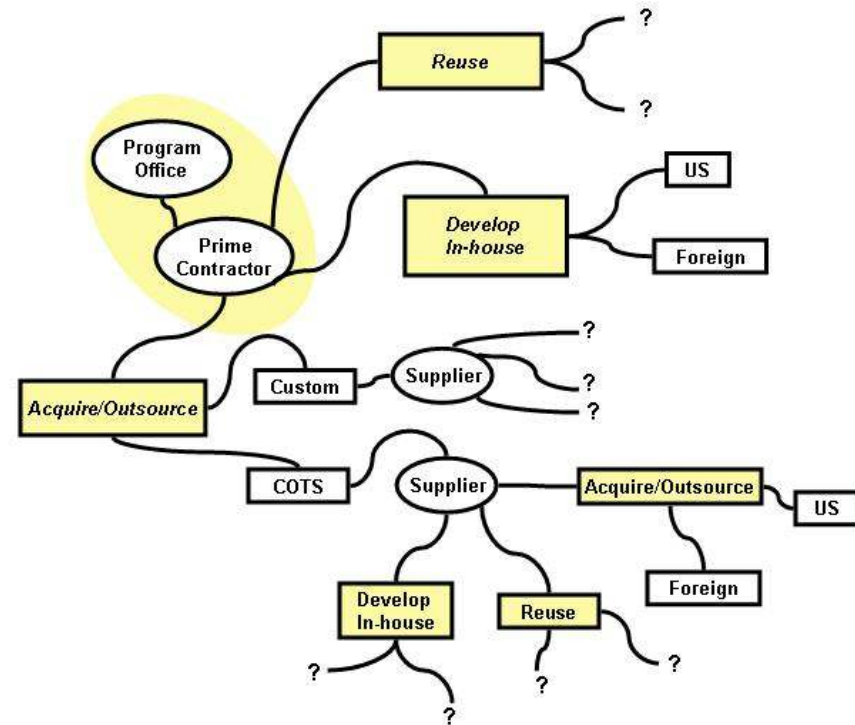 ?
Reuse
?
Program
Office
US
Develop
In-house
Prime
Contractor
Foreign
?
Supplier
Custom
?
Acquire/Outsource
?
COTS
Supplier
Acquire/Outsource
US
Foreign
Develop
In-house
Reuse
?
?
?
?